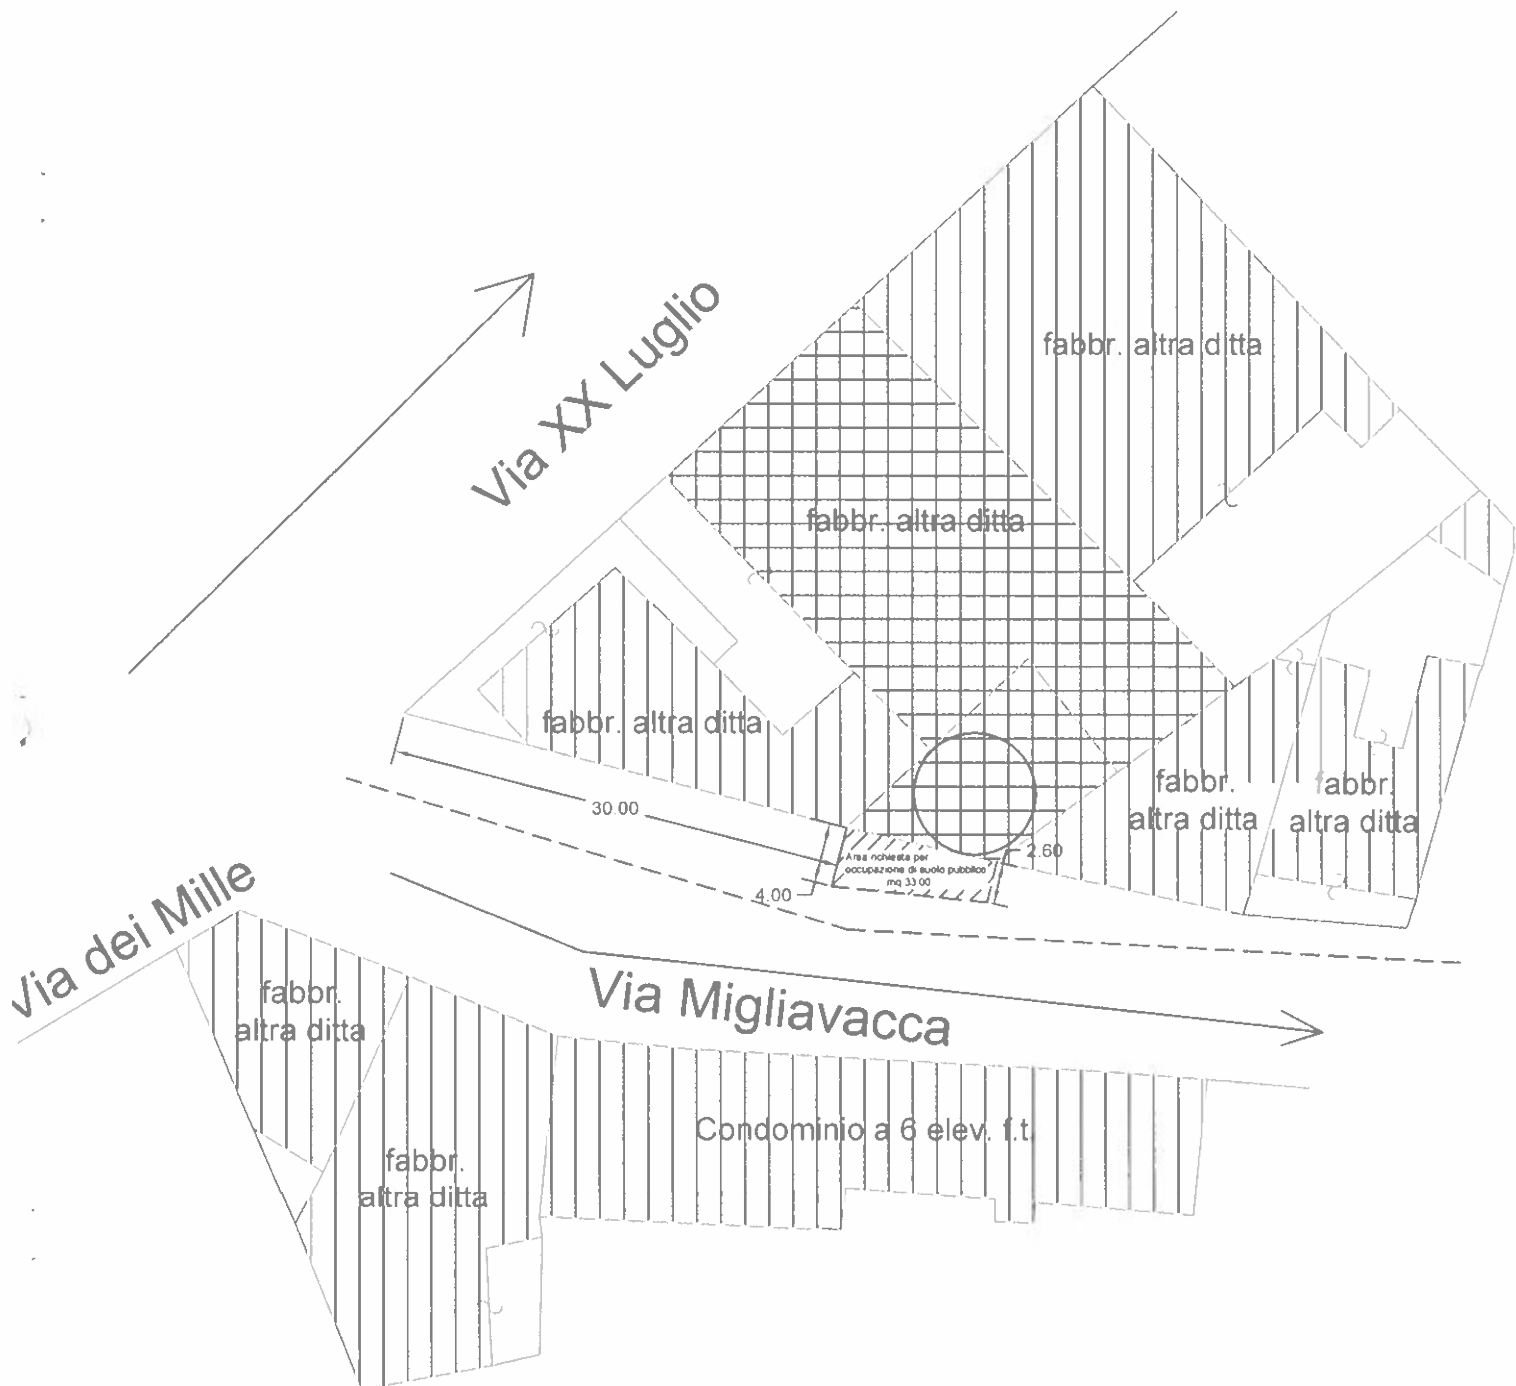 Via XX Luglio
fabbr. altra ditta
fabbr. altra ditta
fabbr. altra ditta
fabbr.
altra ditta
fabbr.
altra ditta
30.00
2.60
Area richiesta per
occupazione di suolo pubblico
mq 33.00
4.00
Via dei Mille
Via Migliavacca
fabbr.
altra ditta
Condominio a 6 elev. f.t.
fabbr.
altra ditta